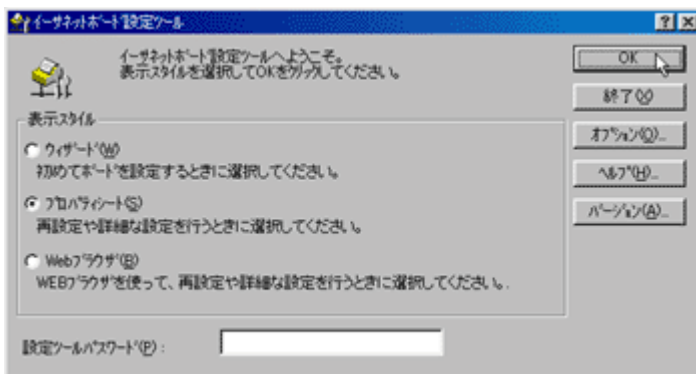 イーサネットボード設定ツール
イーサネットボード設定ツールへようこそ。
表示スタイルを選択してOKをクリックしてください。
OK
終了(X)
オプション(O)...
ヘルプ(H)...
バージョン(A)...
表示スタイル
ウィザード(W)
初めてボードを設定するときに選択してください。
プロパティシート(S)
再設定や詳細な設定を行うときに選択してください。
Webブラウザ(B)
WEBブラウザを使って、再設定や詳細な設定を行うときに選択してください。.
設定ツールパスワード(P) :